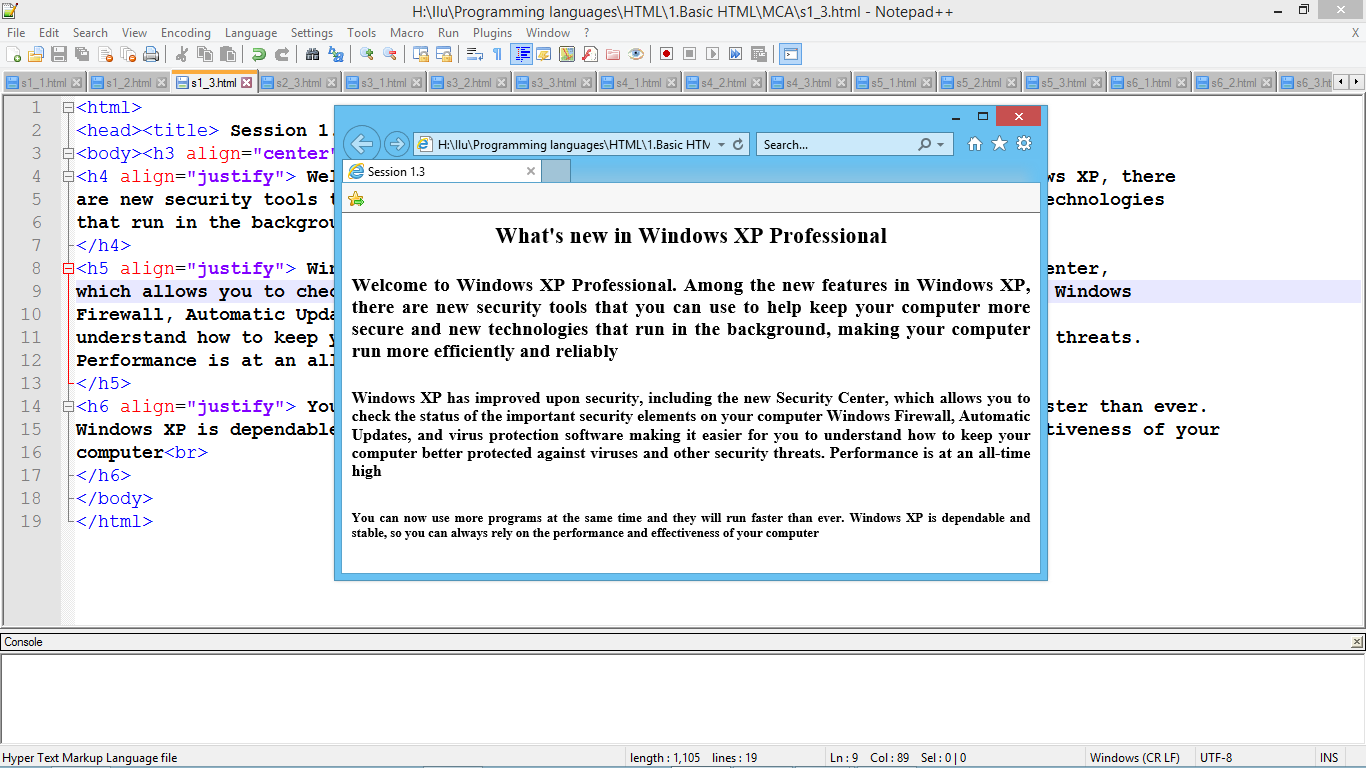 H:\Ilu\Programming languages\HTML\1.Basic HTML\MCA\s1_3.html - Notepad++
File Edit Search View Encoding Language Settings Tools Macro Run Plugins Window ? X
s1_1.html s1_2.html s1_3.html s2_3.html s3_1.html s3_2.html s3_3.html s4_1.html s4_2.html s4_3.html s5_1.html s5_2.html s5_3.html s6_1.html s6_2.html s6_3.ht
1 <html>
2 <head><title> Session 1.
3 <body><h3 align="center"
4 <h4 align="justify"> Wel s XP, there
5 are new security tools t echnologies
6 that run in the backgrou
7 </h4>
8 <h5 align="justify"> Win enter,
9 which allows you to chec Windows
10 Firewall, Automatic Upda
11 understand how to keep y threats.
12 Performance is at an all
13 </h5>
14 <h6 align="justify"> You ster than ever.
15 Windows XP is dependable tiveness of your
16 computer<br>
17 </h6>
18 </body>
19 </html>
H:\Ilu\Programming languages\HTML\1.Basic HTM Search...
Session 1.3
What's new in Windows XP Professional
Welcome to Windows XP Professional. Among the new features in Windows XP,
there are new security tools that you can use to help keep your computer more
secure and new technologies that run in the background, making your computer
run more efficiently and reliably
Windows XP has improved upon security, including the new Security Center, which allows you to
check the status of the important security elements on your computer Windows Firewall, Automatic
Updates, and virus protection software making it easier for you to understand how to keep your
computer better protected against viruses and other security threats. Performance is at an all-time
high
You can now use more programs at the same time and they will run faster than ever. Windows XP is dependable and
stable, so you can always rely on the performance and effectiveness of your computer
Console
Hyper Text Markup Language file length : 1,105 lines : 19 Ln : 9 Col : 89 Sel : 0 | 0 Windows (CR LF) UTF-8 INS